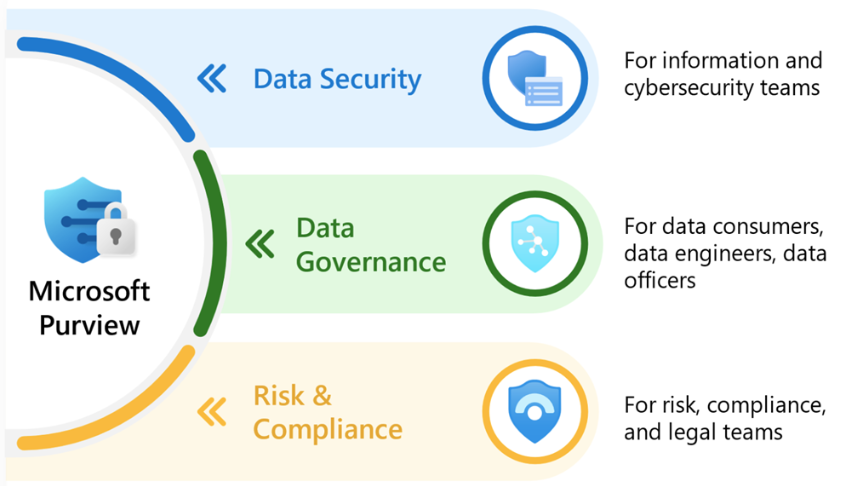 Data Security
For information and
cybersecurity teams
Microsoft
Purview
Data
Governance
For data consumers,
data engineers, data
officers
Risk &
Compliance
For risk, compliance,
and legal teams